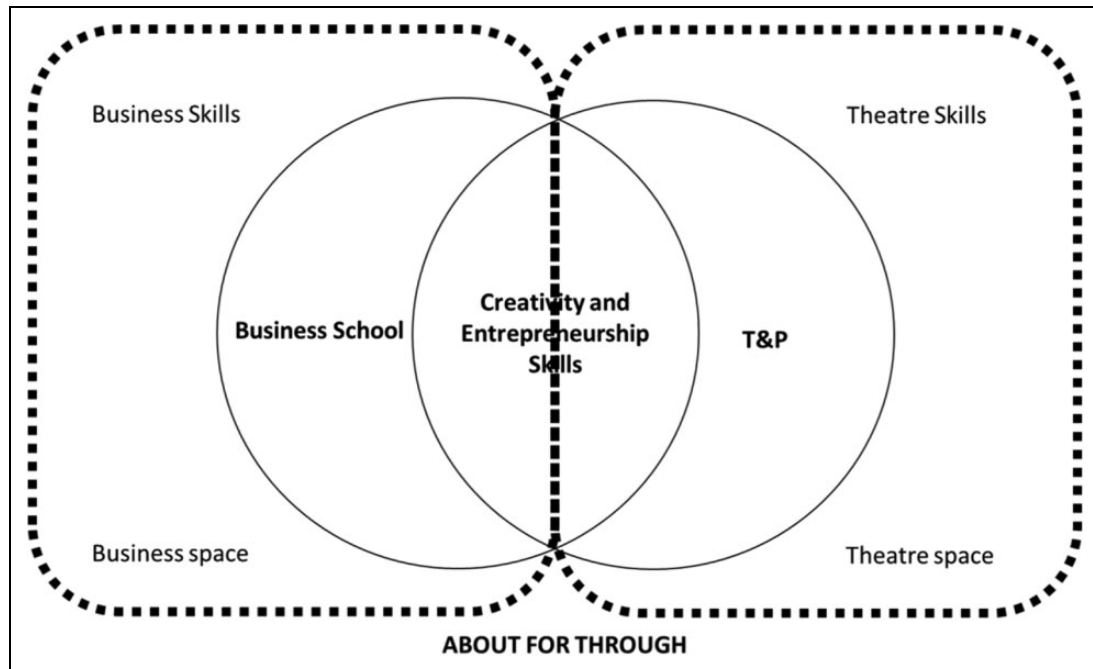 Business Skills
Theatre Skills
Business School
Creativity and
Entrepreneurship
Skills
T&P
Business space
Theatre space
ABOUT FOR THROUGH